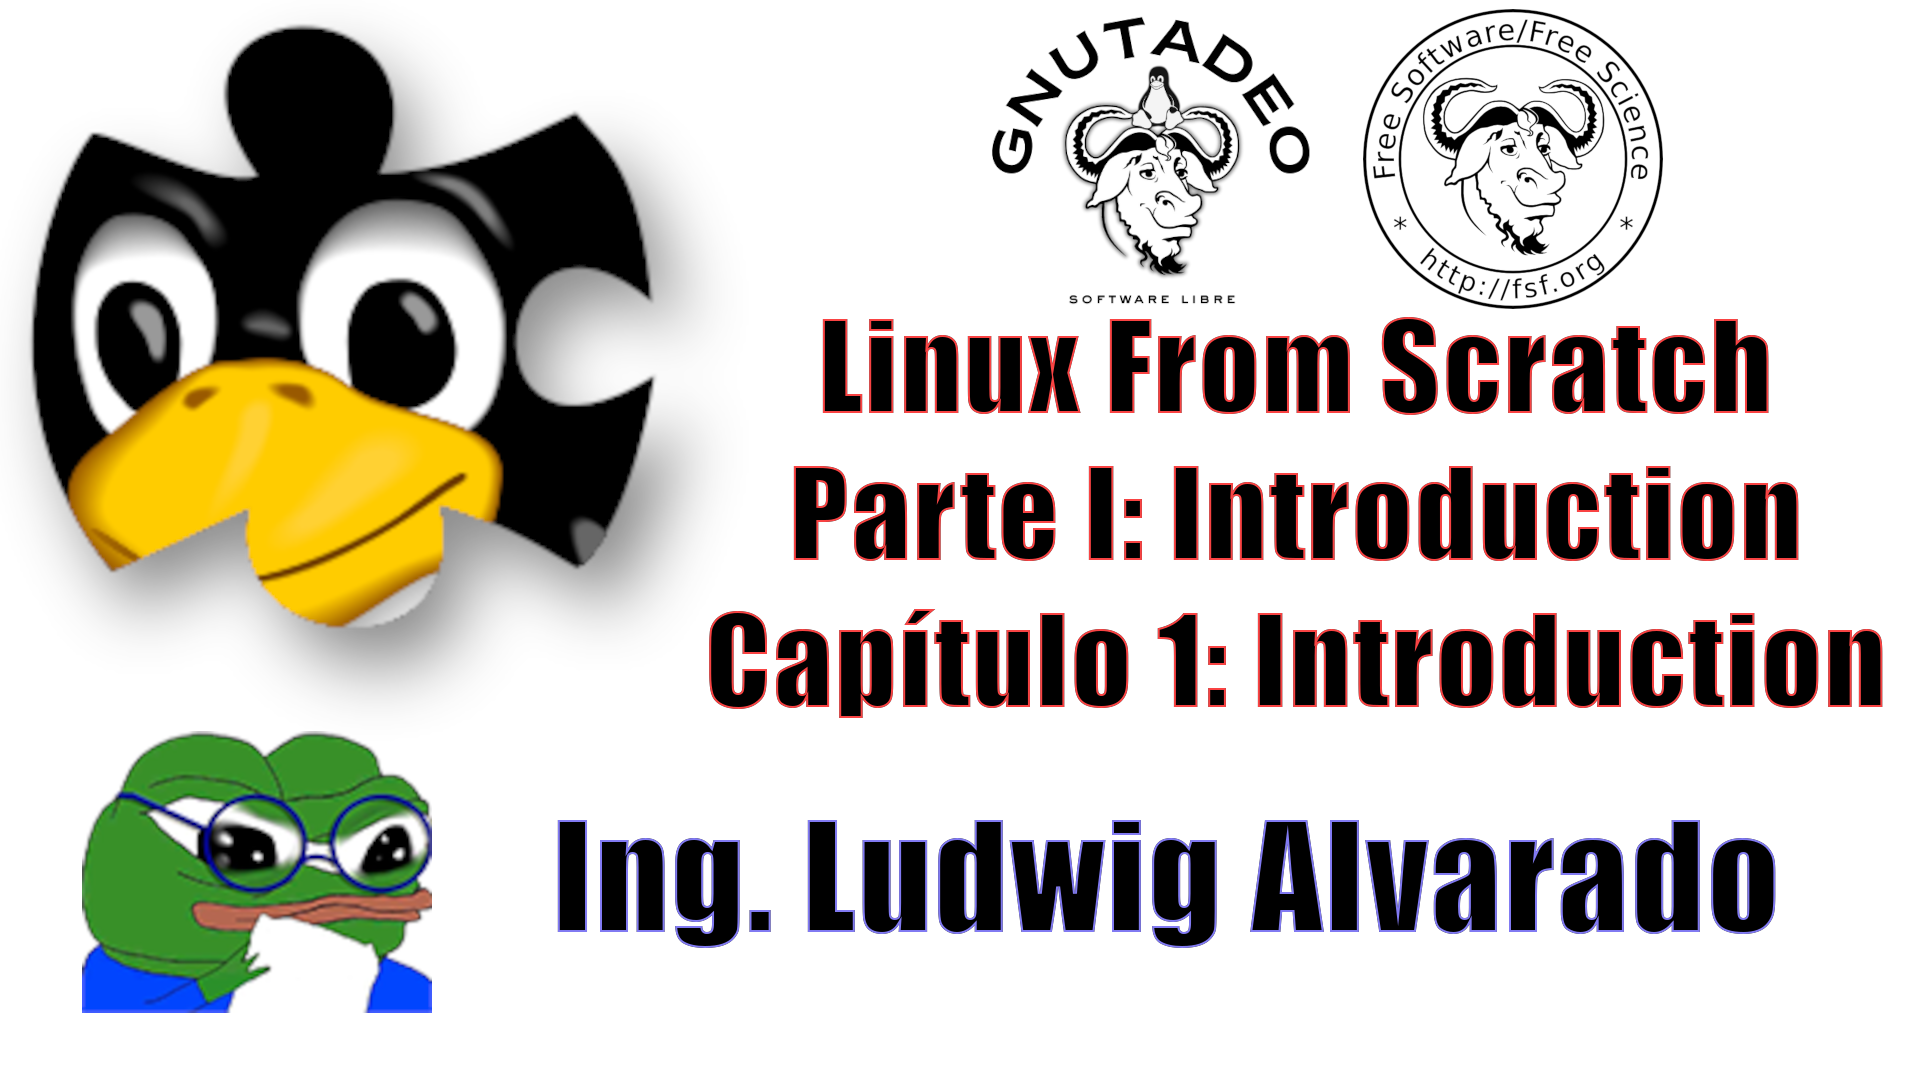 GNUTADEO
SOFTWARE LIBRE
Free Software/Free Science
* http://fsf.org *
Linux From Scratch
Parte I: Introduction
Capítulo 1: Introduction
Ing. Ludwig Alvarado